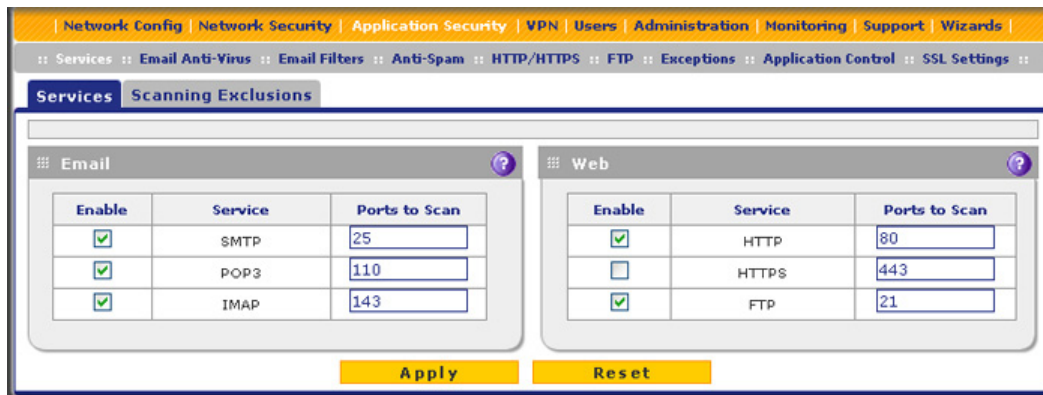 | Network Config | Network Security | Application Security | VPN | Users | Administration | Monitoring | Support | Wizards |
:: Services :: Email Anti-Virus :: Email Filters :: Anti-Spam :: HTTP/HTTPS :: FTP :: Exceptions :: Application Control :: SSL Settings ::
Services Scanning Exclusions
Email ?
Enable Service Ports to Scan
SMTP 25
POP3 110
IMAP 143
Web ?
Enable Service Ports to Scan
HTTP 80
HTTPS 443
FTP 21
Apply Reset